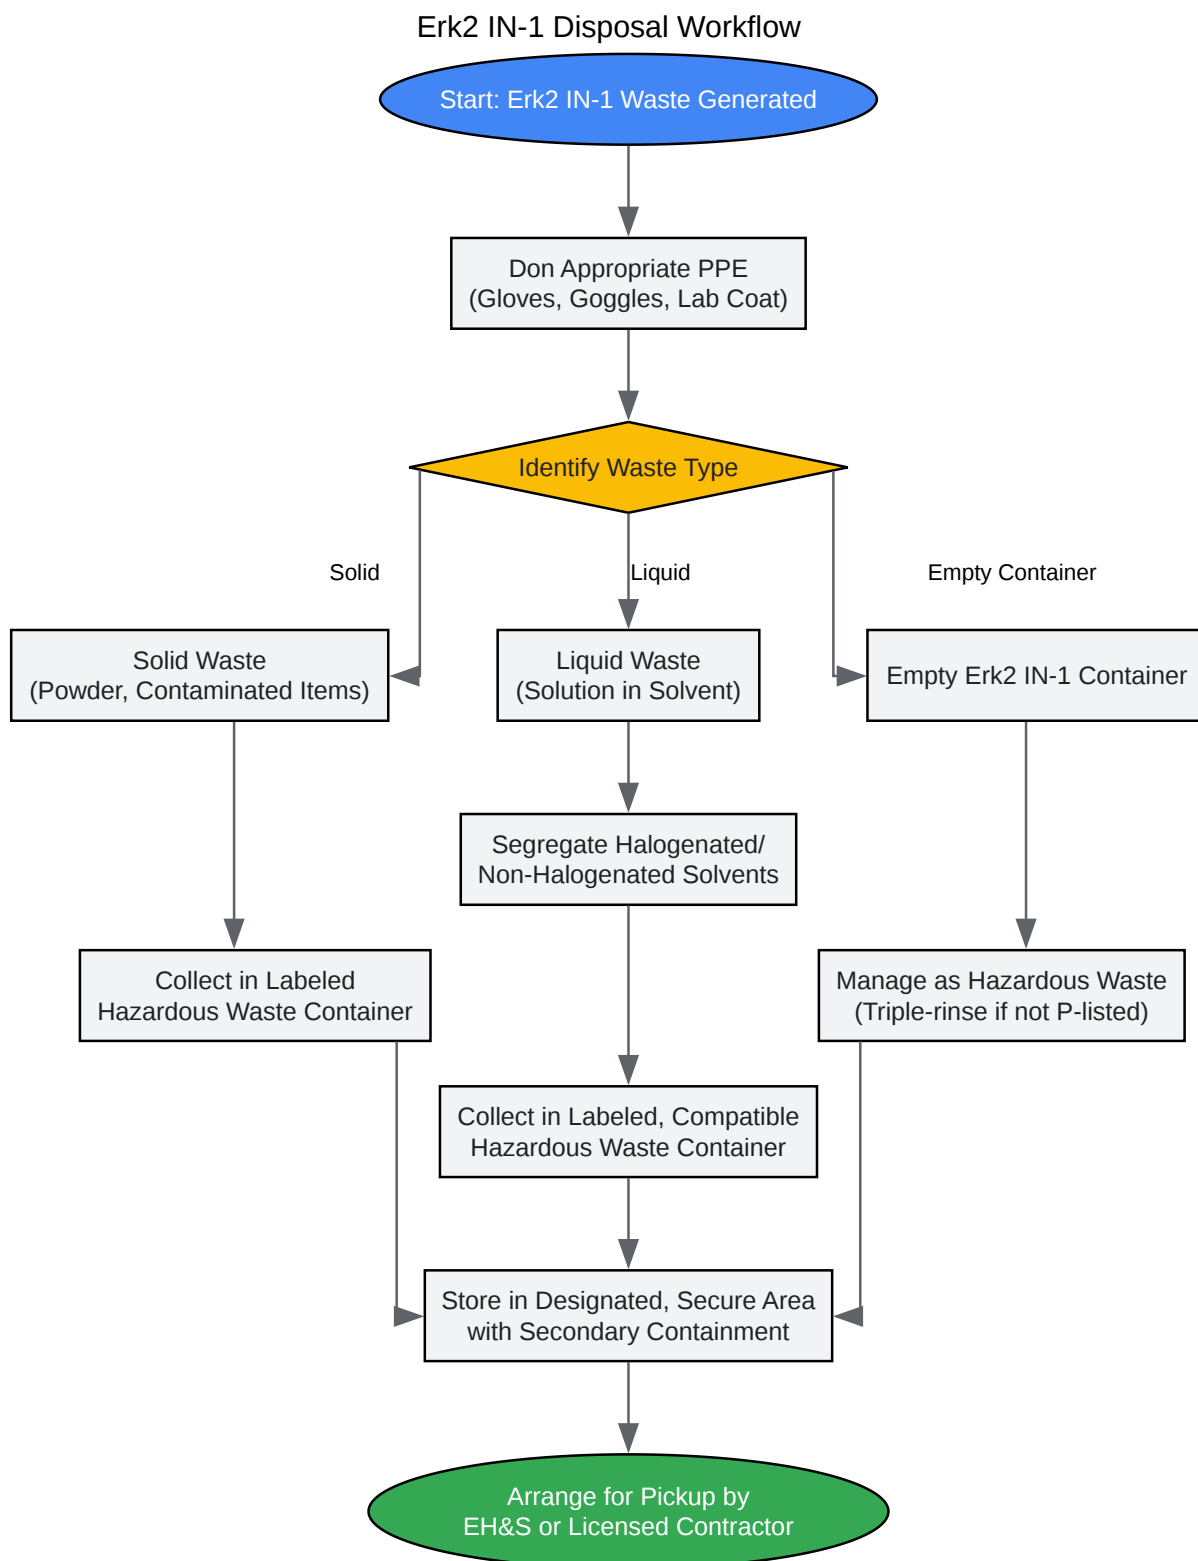 Erk2 IN-1 Disposal Workflow
Start: Erk2 IN-1 Waste Generated
Don Appropriate PPE
(Gloves, Goggles, Lab Coat)
Identify Waste Type
Solid
Liquid
Empty Container
Solid Waste
(Powder, Contaminated Items)
Liquid Waste
(Solution in Solvent)
Empty Erk2 IN-1 Container
Segregate Halogenated/
Non-Halogenated Solvents
Collect in Labeled
Hazardous Waste Container
Manage as Hazardous Waste
(Triple-rinse if not P-listed)
Collect in Labeled, Compatible
Hazardous Waste Container
Store in Designated, Secure Area
with Secondary Containment
Arrange for Pickup by
EH&S or Licensed Contractor